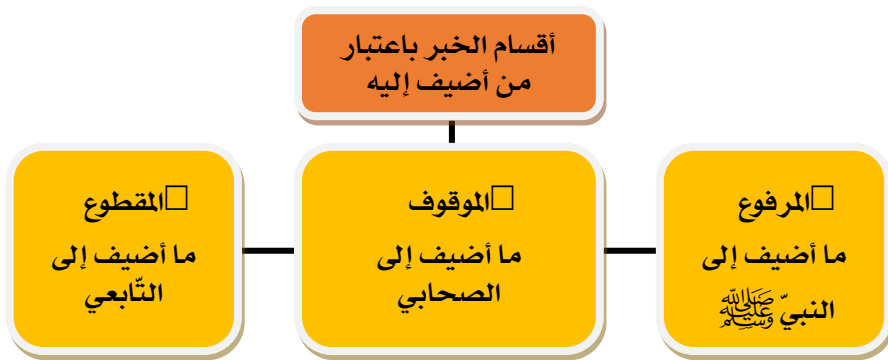 أقسام الخبر باعتبار
من أضيف إليه
□المرفوع
ما أضيف إلى
النبيّ ﷺ
□الموقوف
ما أضيف إلى
الصحابي
□المقطوع
ما أضيف إلى
التّابعي